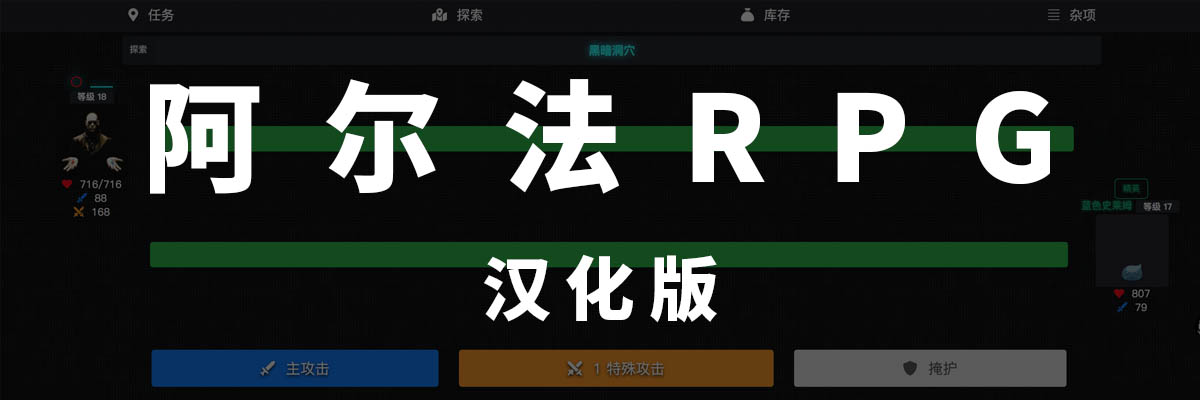 任务 探索 库存 杂项
探索 黑暗洞穴
等级 18
阿尔法RPG
716/716
88
168
精英
蓝色史莱姆 等级 17
汉化版
807
79
主攻击 1 特殊攻击 掩护